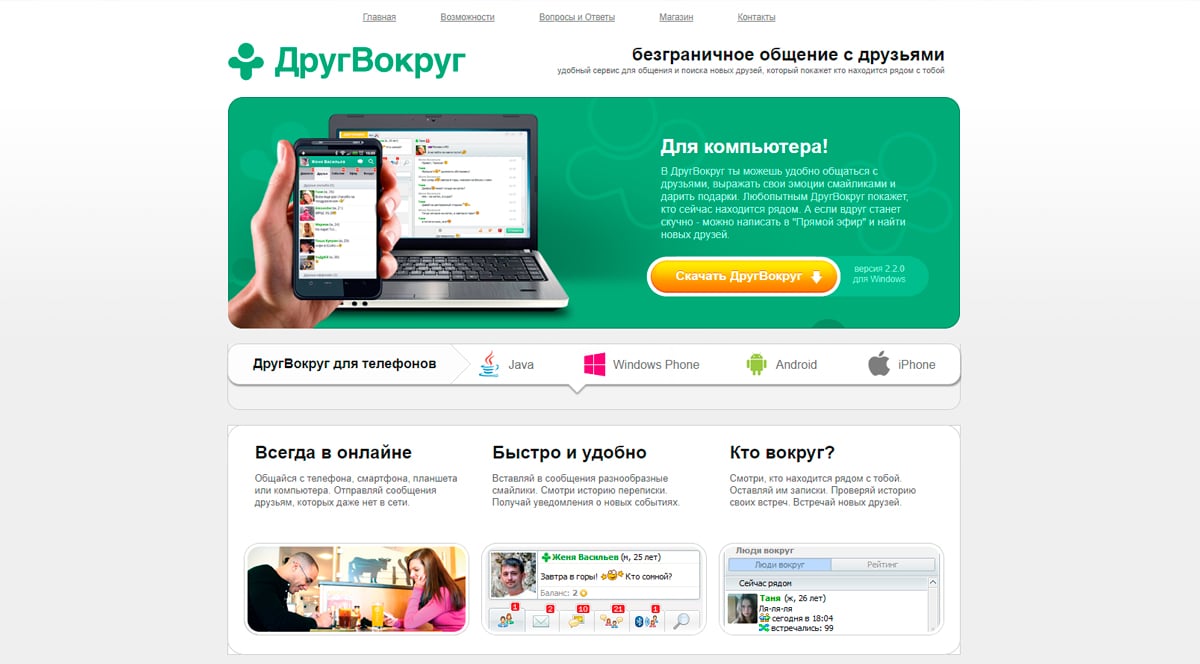 Главная Возможности Вопросы и Ответы Магазин Контакты
ДругВокруг
безграничное общение с друзьями
удобный сервис для общения и поиска новых друзей, который покажет кто находится рядом с тобой
Женя Васильев
Для компьютера!
В ДругВокруг ты можешь удобно общаться с
друзьями, выражать свои эмоции смайликами и
дарить подарки. Любопытным ДругВокруг покажет,
кто сейчас находится рядом. А если вдруг станет
скучно - можно написать в "Прямой эфир" и найти
новых друзей.
Скачать ДругВокруг
версия 2.2.0
для Windows
ДругВокруг для телефонов
Java
Windows Phone
Android
iPhone
Всегда в онлайне
Общайся с телефона, смартфона, планшета
или компьютера. Отправляй сообщения
друзьям, которых даже нет в сети.
Быстро и удобно
Вставляй в сообщения разнообразные
смайлики. Смотри историю переписки.
Получай уведомления о новых событиях.
Кто вокруг?
Смотри, кто находится рядом с тобой.
Оставляй им записки. Проверяй историю
своих встреч. Встречай новых друзей.
Женя Васильев (м, 25 лет)
Завтра в горы! Кто сомной?
Баланс: 2
1 2 10 21 1
Люди вокруг
Люди вокруг Рейтинг
Сейчас рядом
Таня (ж, 26 лет)
Ля-ля-ля
сегодня в 18:04
встречались: 99